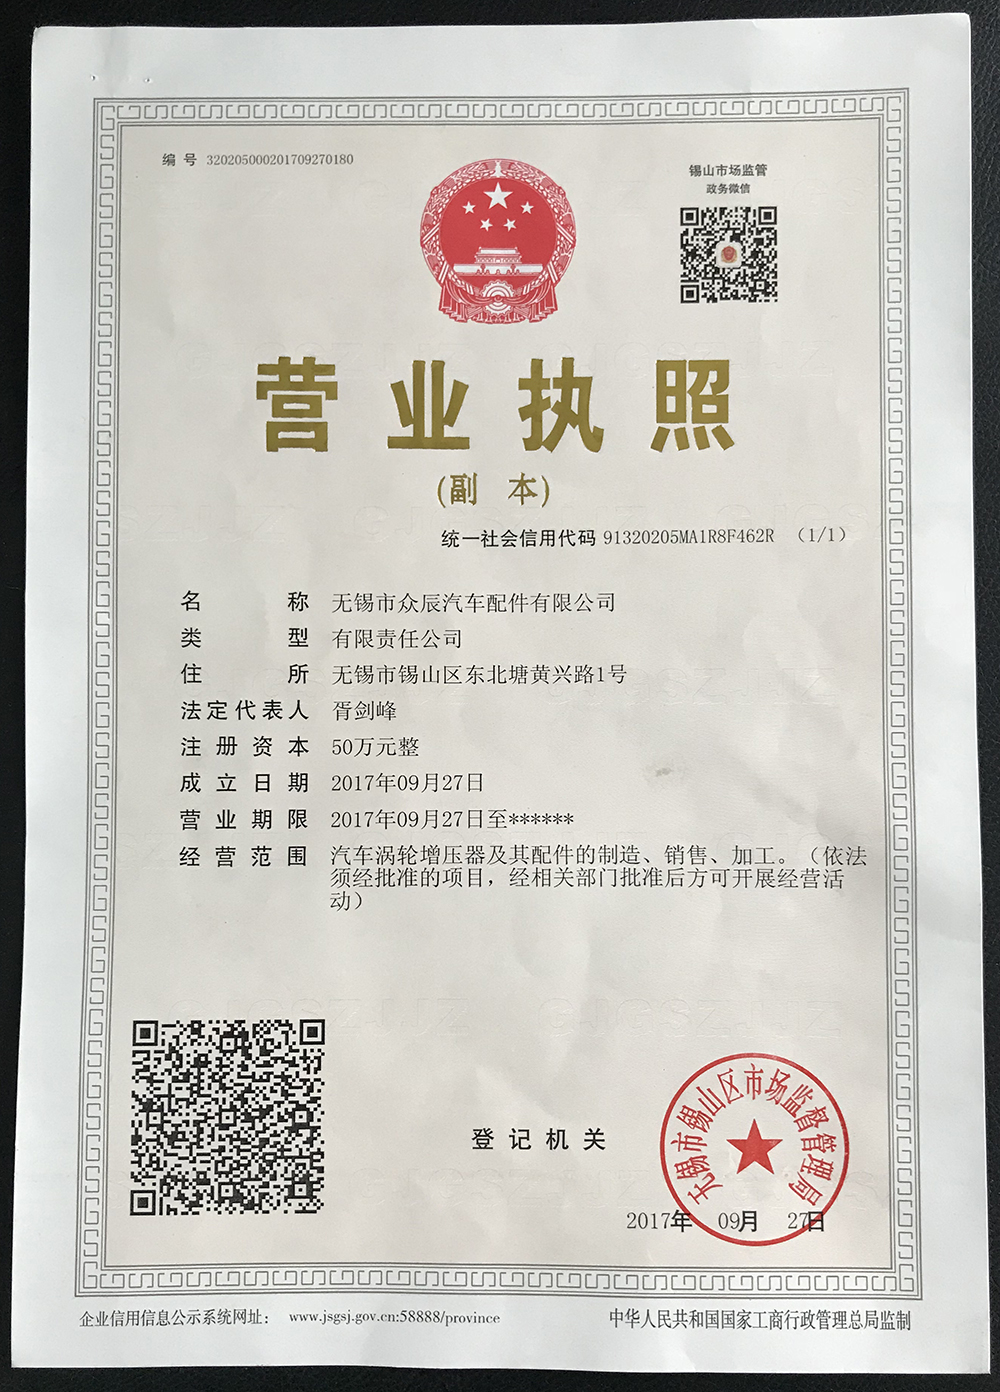 编 号 320205000201709270180
锡山市场监管
政务微信
营业执照
(副 本)
统一社会信用代码 91320205MA1R8F462R (1/1)
名称 无锡市众辰汽车配件有限公司
类型 有限责任公司
住所 无锡市锡山区东北塘黄兴路1号
法定代表人 胥剑峰
注册资本 50万元整
成立日期 2017年09月27日
营业期限 2017年09月27日至******
经营范围 汽车涡轮增压器及其配件的制造、销售、加工。（依法
须经批准的项目，经相关部门批准后方可开展经营活
动）
登记机关
无锡市锡山区市场监督管理局
2017年 09月 27日
企业信用信息公示系统网址： www.jsgsj.gov.cn:58888/province
中华人民共和国国家工商行政管理总局监制